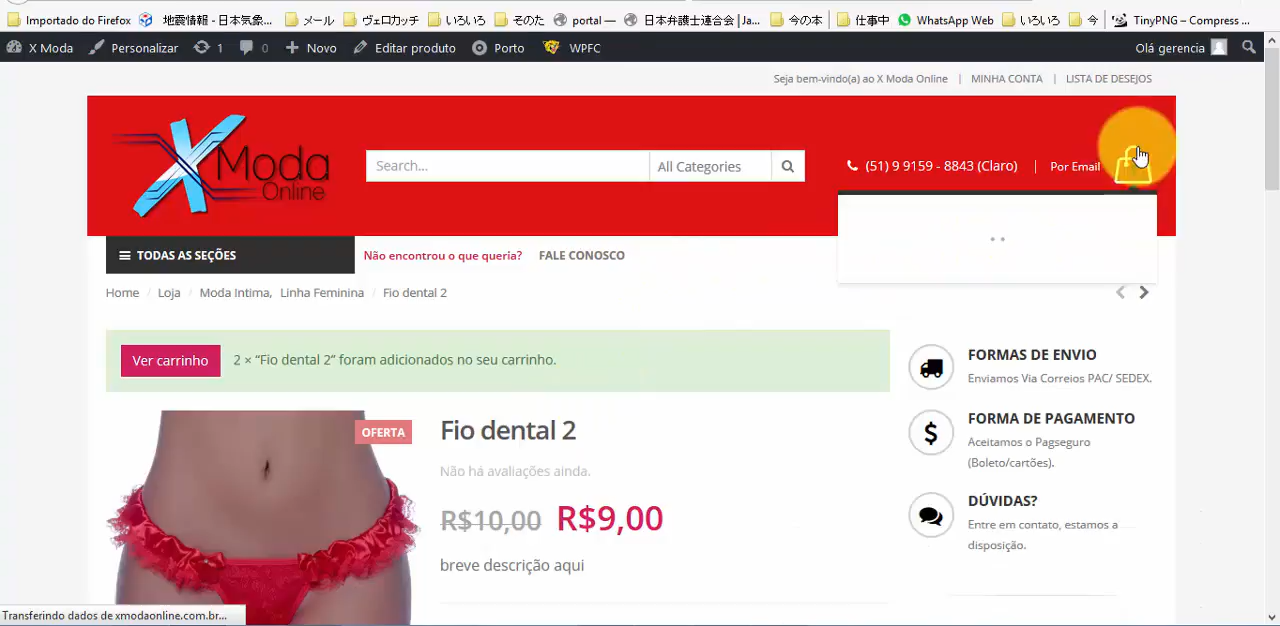 Importado do Firefox 地震情報 - 日本気象... メール ヴェロカッチ いろいろ そのた portal — 日本弁護士連合会 | Ja... 今の本 仕事中 WhatsApp Web いろいろ 今 TinyPNG – Compress ...
X Moda Personalizar 1 0 Novo Editar produto Porto WPFC Olá gerencia
Seja bem-vindo(a) ao X Moda Online | MINHA CONTA | LISTA DE DESEJOS
X Moda Online
Search... All Categories
(51) 9 9159 - 8843 (Claro) | Por Email
TODAS AS SEÇÕES Não encontrou o que queria? FALE CONOSCO
Home / Loja / Moda Intima, Linha Feminina / Fio dental 2
Ver carrinho 2 × “Fio dental 2” foram adicionados no seu carrinho.
FORMAS DE ENVIO
Enviamos Via Correios PAC/ SEDEX.
FORMA DE PAGAMENTO
Aceitamos o Pagseguro
(Boleto/cartões).
DÚVIDAS?
Entre em contato, estamos a
disposição.
OFERTA
Fio dental 2
Não há avaliações ainda.
R$10,00 R$9,00
breve descrição aqui
Transferindo dados de xmodaonline.com.br...